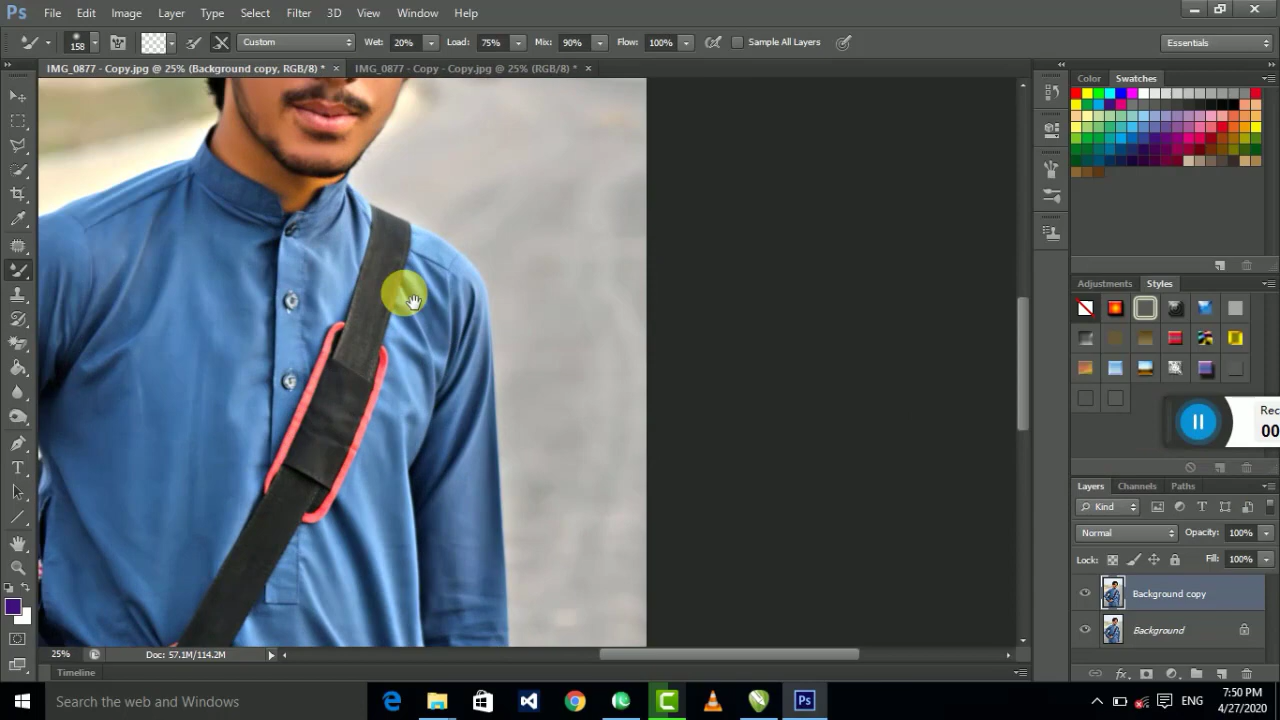 Ps File Edit Image Layer Type Select Filter 3D View Window Help
158 Custom Wet: 20% Load: 75% Mix: 90% Flow: 100% Sample All Layers Essentials
IMG_0877 - Copy.jpg @ 25% (Background copy, RGB/8) * × IMG_0877 - Copy - Copy.jpg @ 25% (RGB/8) * ×
Color Swatches
Adjustments Styles
Rec
00
Layers Channels Paths
Kind
Normal Opacity: 100%
Lock: Fill: 100%
Background copy
Background
25% Doc: 57.1M/114.2M
Timeline
Search the web and Windows
Ps
ENG
7:50 PM
4/27/2020